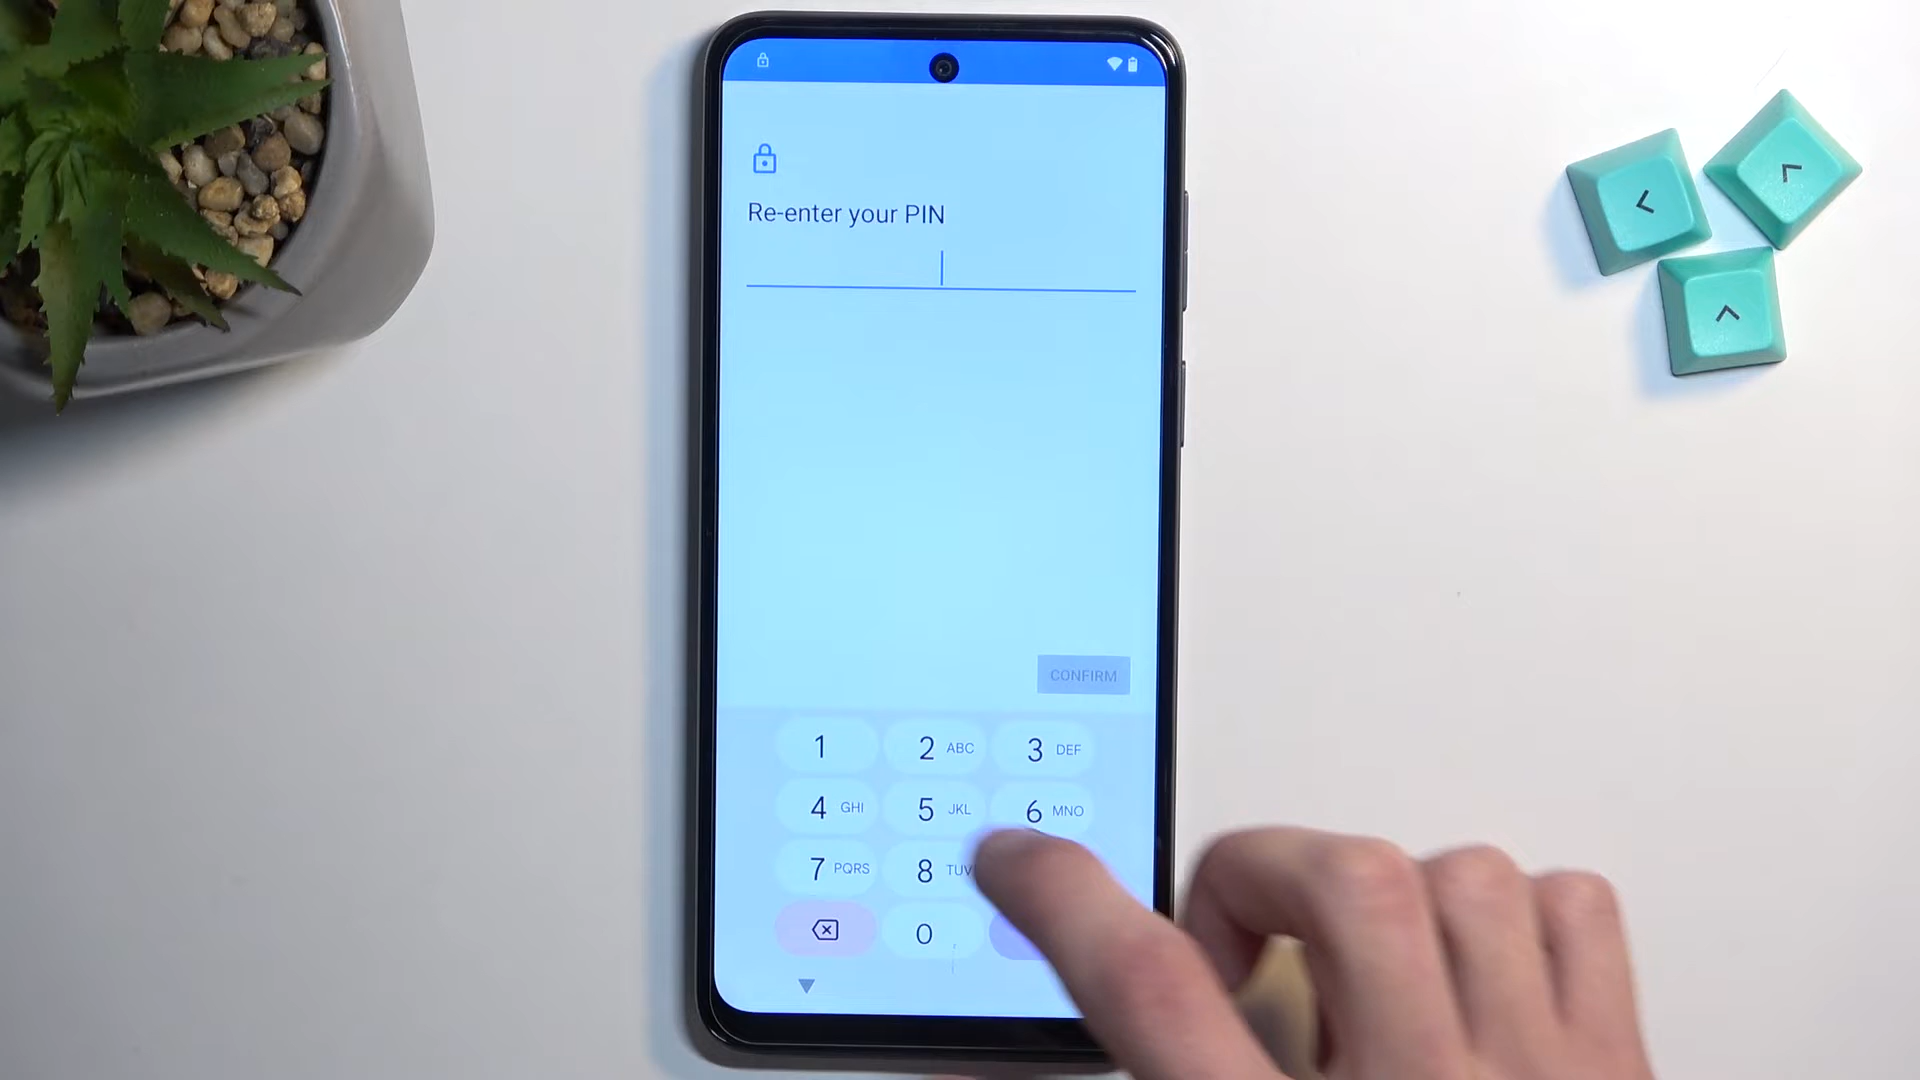 Re-enter your PIN
CONFIRM
1 2 ABC 3 DEF
4 GHI 5 JKL 6 MNO
7 PQRS 8 TUV
0
< <
^